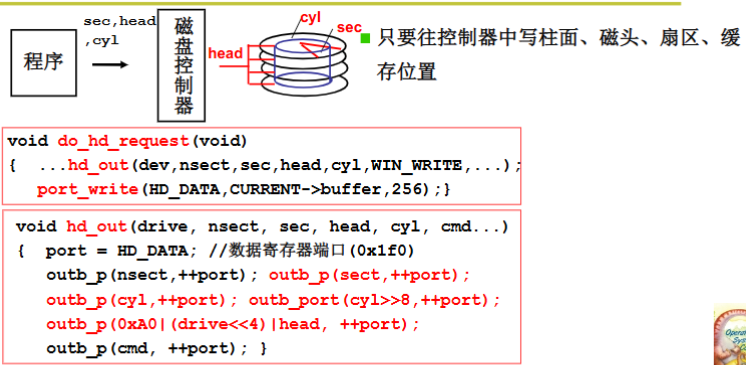 sec,head
,cyl
程序
磁盘控制器
head
cyl
sec
只要往控制器中写柱面、磁头、扇区、缓
存位置
void do_hd_request(void)
{ ...hd_out(dev,nsect,sec,head,cyl,WIN_WRITE,...);
port_write(HD_DATA,CURRENT->buffer,256);}
void hd_out(drive, nsect, sec, head, cyl, cmd...)
{ port = HD_DATA; //数据寄存器端口(0x1f0)
outb_p(nsect,++port); outb_p(sect,++port);
outb_p(cyl,++port); outb_port(cyl>>8,++port);
outb_p(0xA0|(drive<<4)|head, ++port);
outb_p(cmd, ++port); }